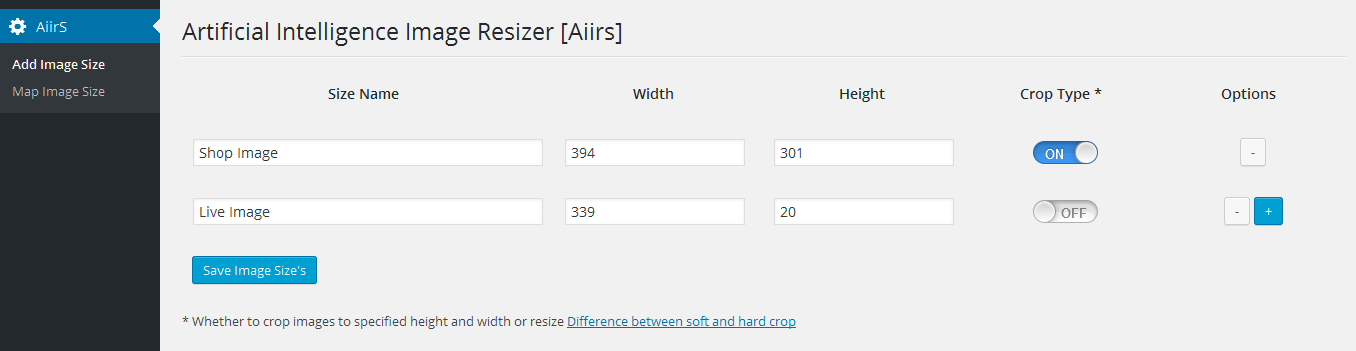 AiirS
Add Image Size
Map Image Size
Artificial Intelligence Image Resizer [Aiirs]
Size Name Width Height Crop Type * Options
Shop Image 394 301 ON -
Live Image 339 20 OFF - +
Save Image Size's
* Whether to crop images to specified height and width or resize Difference between soft and hard crop